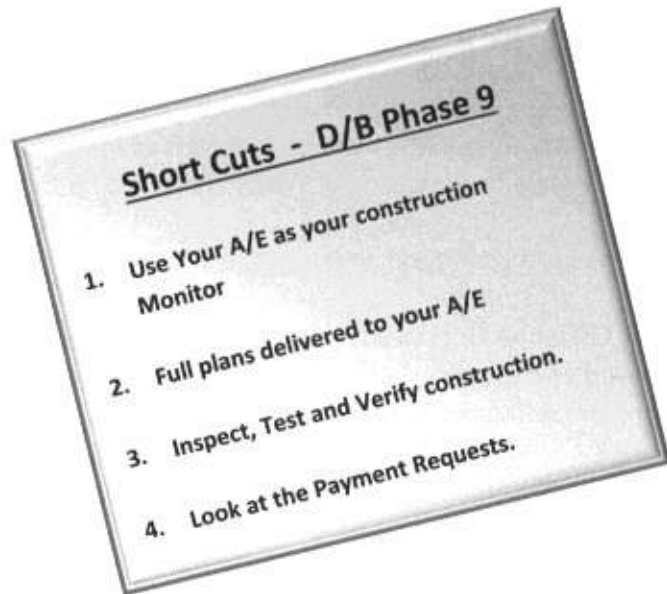 Short Cuts - D/B Phase 9
1. Use Your A/E as your construction
Monitor
2. Full plans delivered to your A/E
3. Inspect, Test and Verify construction.
4. Look at the Payment Requests.